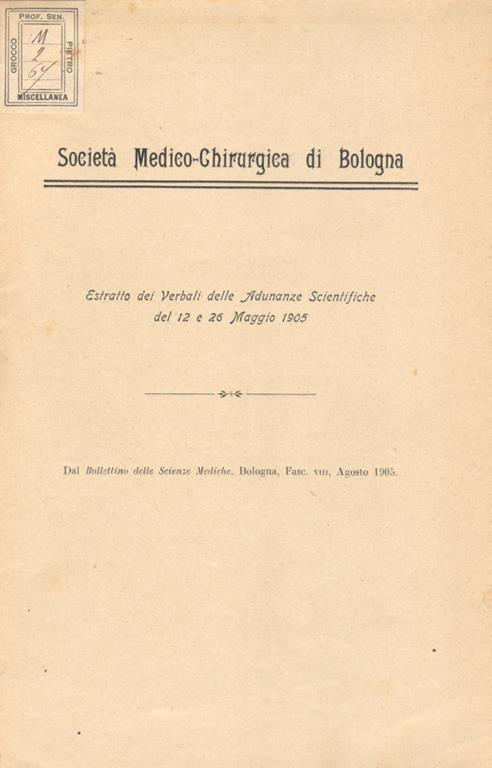 PROF. SEN.
GROCCO
PIETRO
M
2
64
MISCELLANEA
Società Medico-Chirurgica di Bologna
Estratto dei Verbali delle Adunanze Scientifiche
del 12 e 26 Maggio 1905
Dal Bullettino delle Scienze Mediche. Bologna, Fasc. VIII, Agosto 1905.